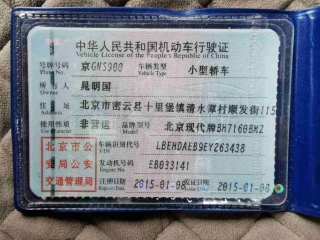 中华人民共和国机动车行驶证
Vehicle License of the People's Republic of China
号牌号码 京GNS900 车辆类型 小型轿车
Plate No. Vehicle Type
所有人 晁明国
Owner
住址 北京市密云县十里堡镇清水潭村顺发街115
Address
使用性质 非营运 品牌型号 北京现代牌BH7160BMZ
Use Character Model
北京市公 车辆识别代号 LBEHDAEB9EY263438
VIN
安局公安 发动机号码 EB033141
Engine No.
交通管理局 注册日期 2015-01-08 发证日期 2015-01-08
Register Date Issue Date